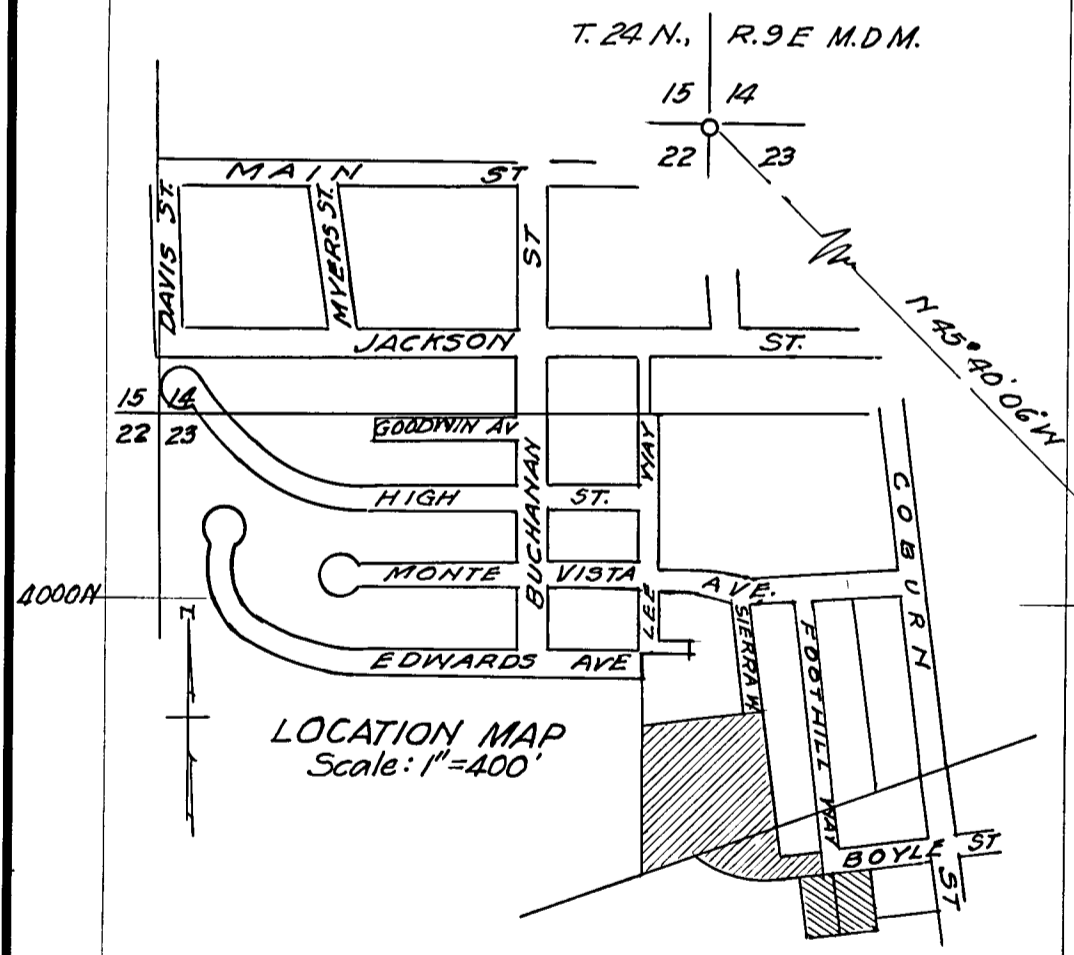 T. 24 N., R.9E M.D M.
15 14
22 23
MAIN ST
DAVIS ST.
MYERS ST.
ST
N 45° 40' 06" W
JACKSON ST.
15 14
22 23
GOODWIN AV
BUCHANAN
WAY
HIGH ST.
COBURN
MONTE VISTA AVE.
4000N
LEE
SIERRA W
FOOTHILL WAY
EDWARDS AVE
LOCATION MAP
Scale: 1"=400'
BOYLE ST
ST